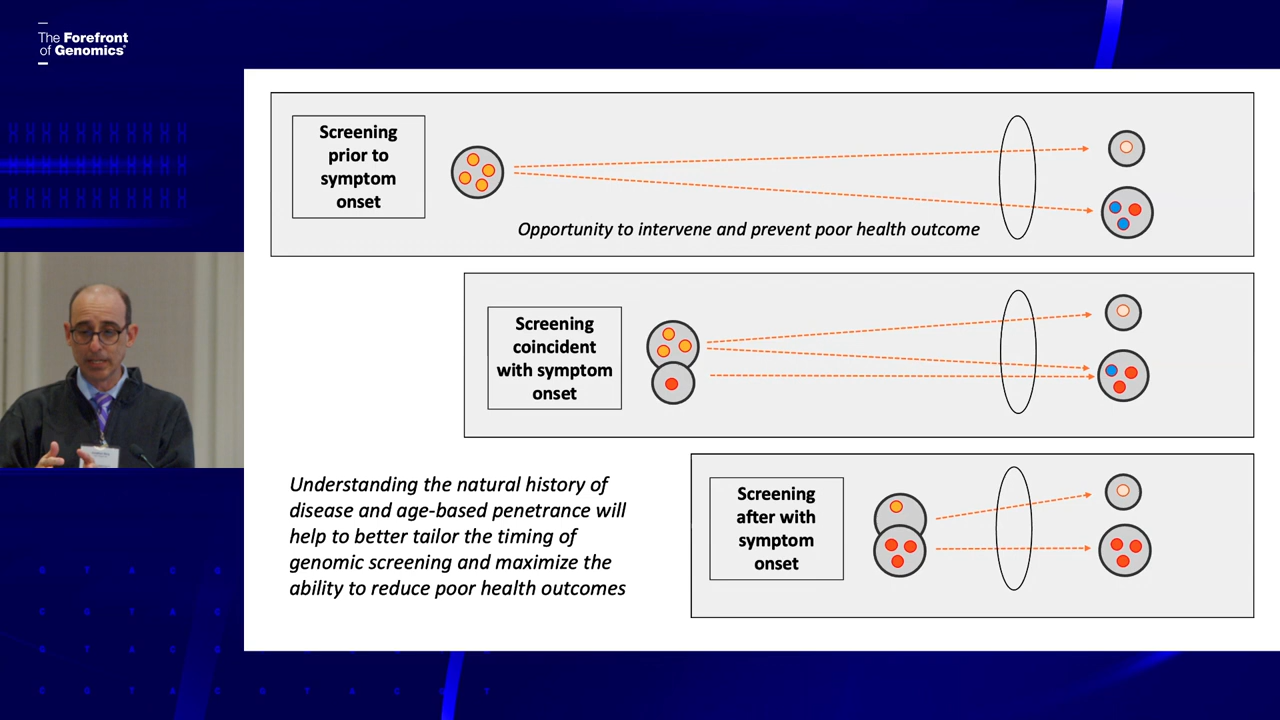 The Forefront
of Genomics®
Screening
prior to
symptom
onset
Opportunity to intervene and prevent poor health outcome
Screening
coincident
with symptom
onset
Screening
after with
symptom
onset
Understanding the natural history of
disease and age-based penetrance will
help to better tailor the timing of
genomic screening and maximize the
ability to reduce poor health outcomes